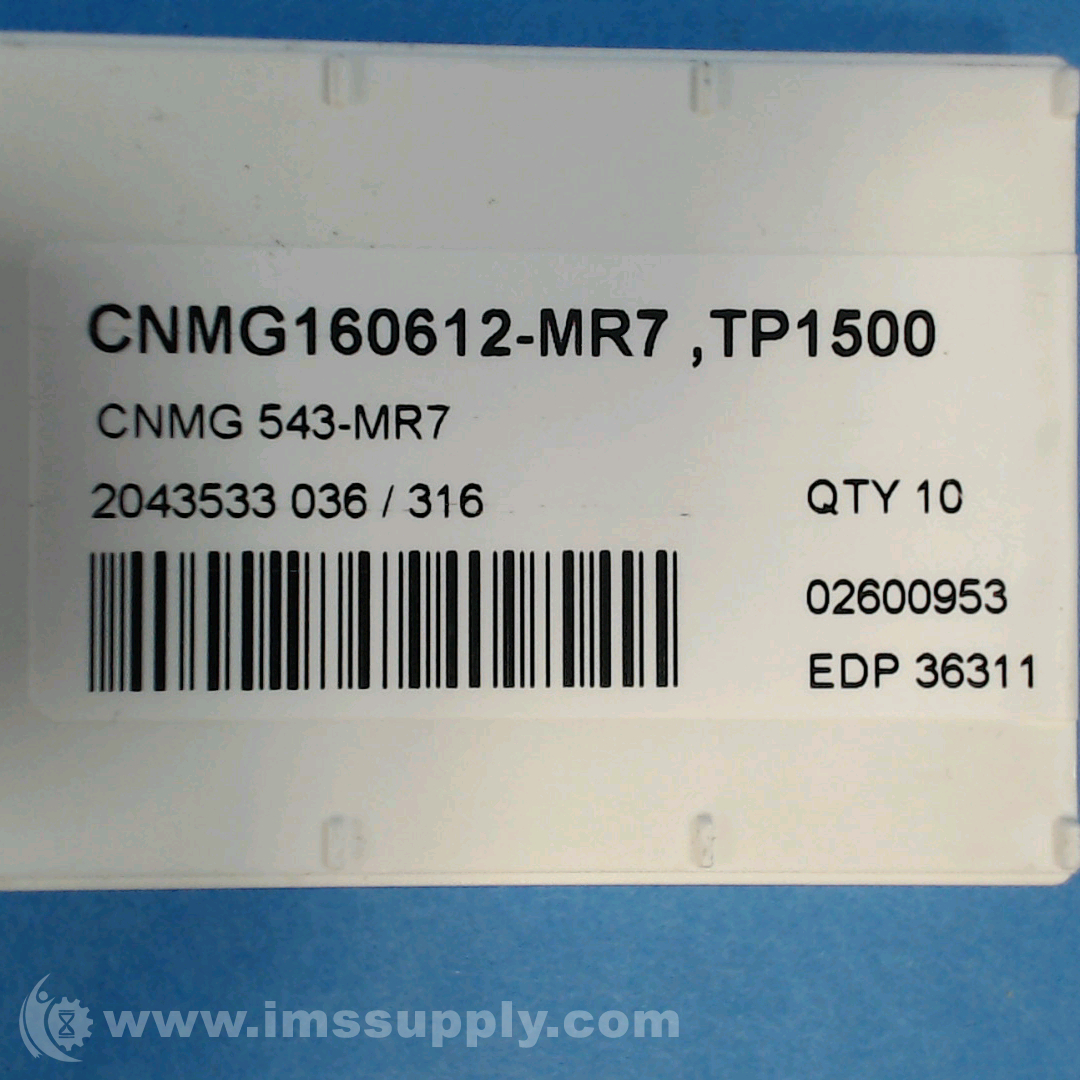 CNMG160612-MR7 ,TP1500
CNMG 543-MR7
2043533 036 / 316
QTY 10
02600953
EDP 36311
www.imssupply.com